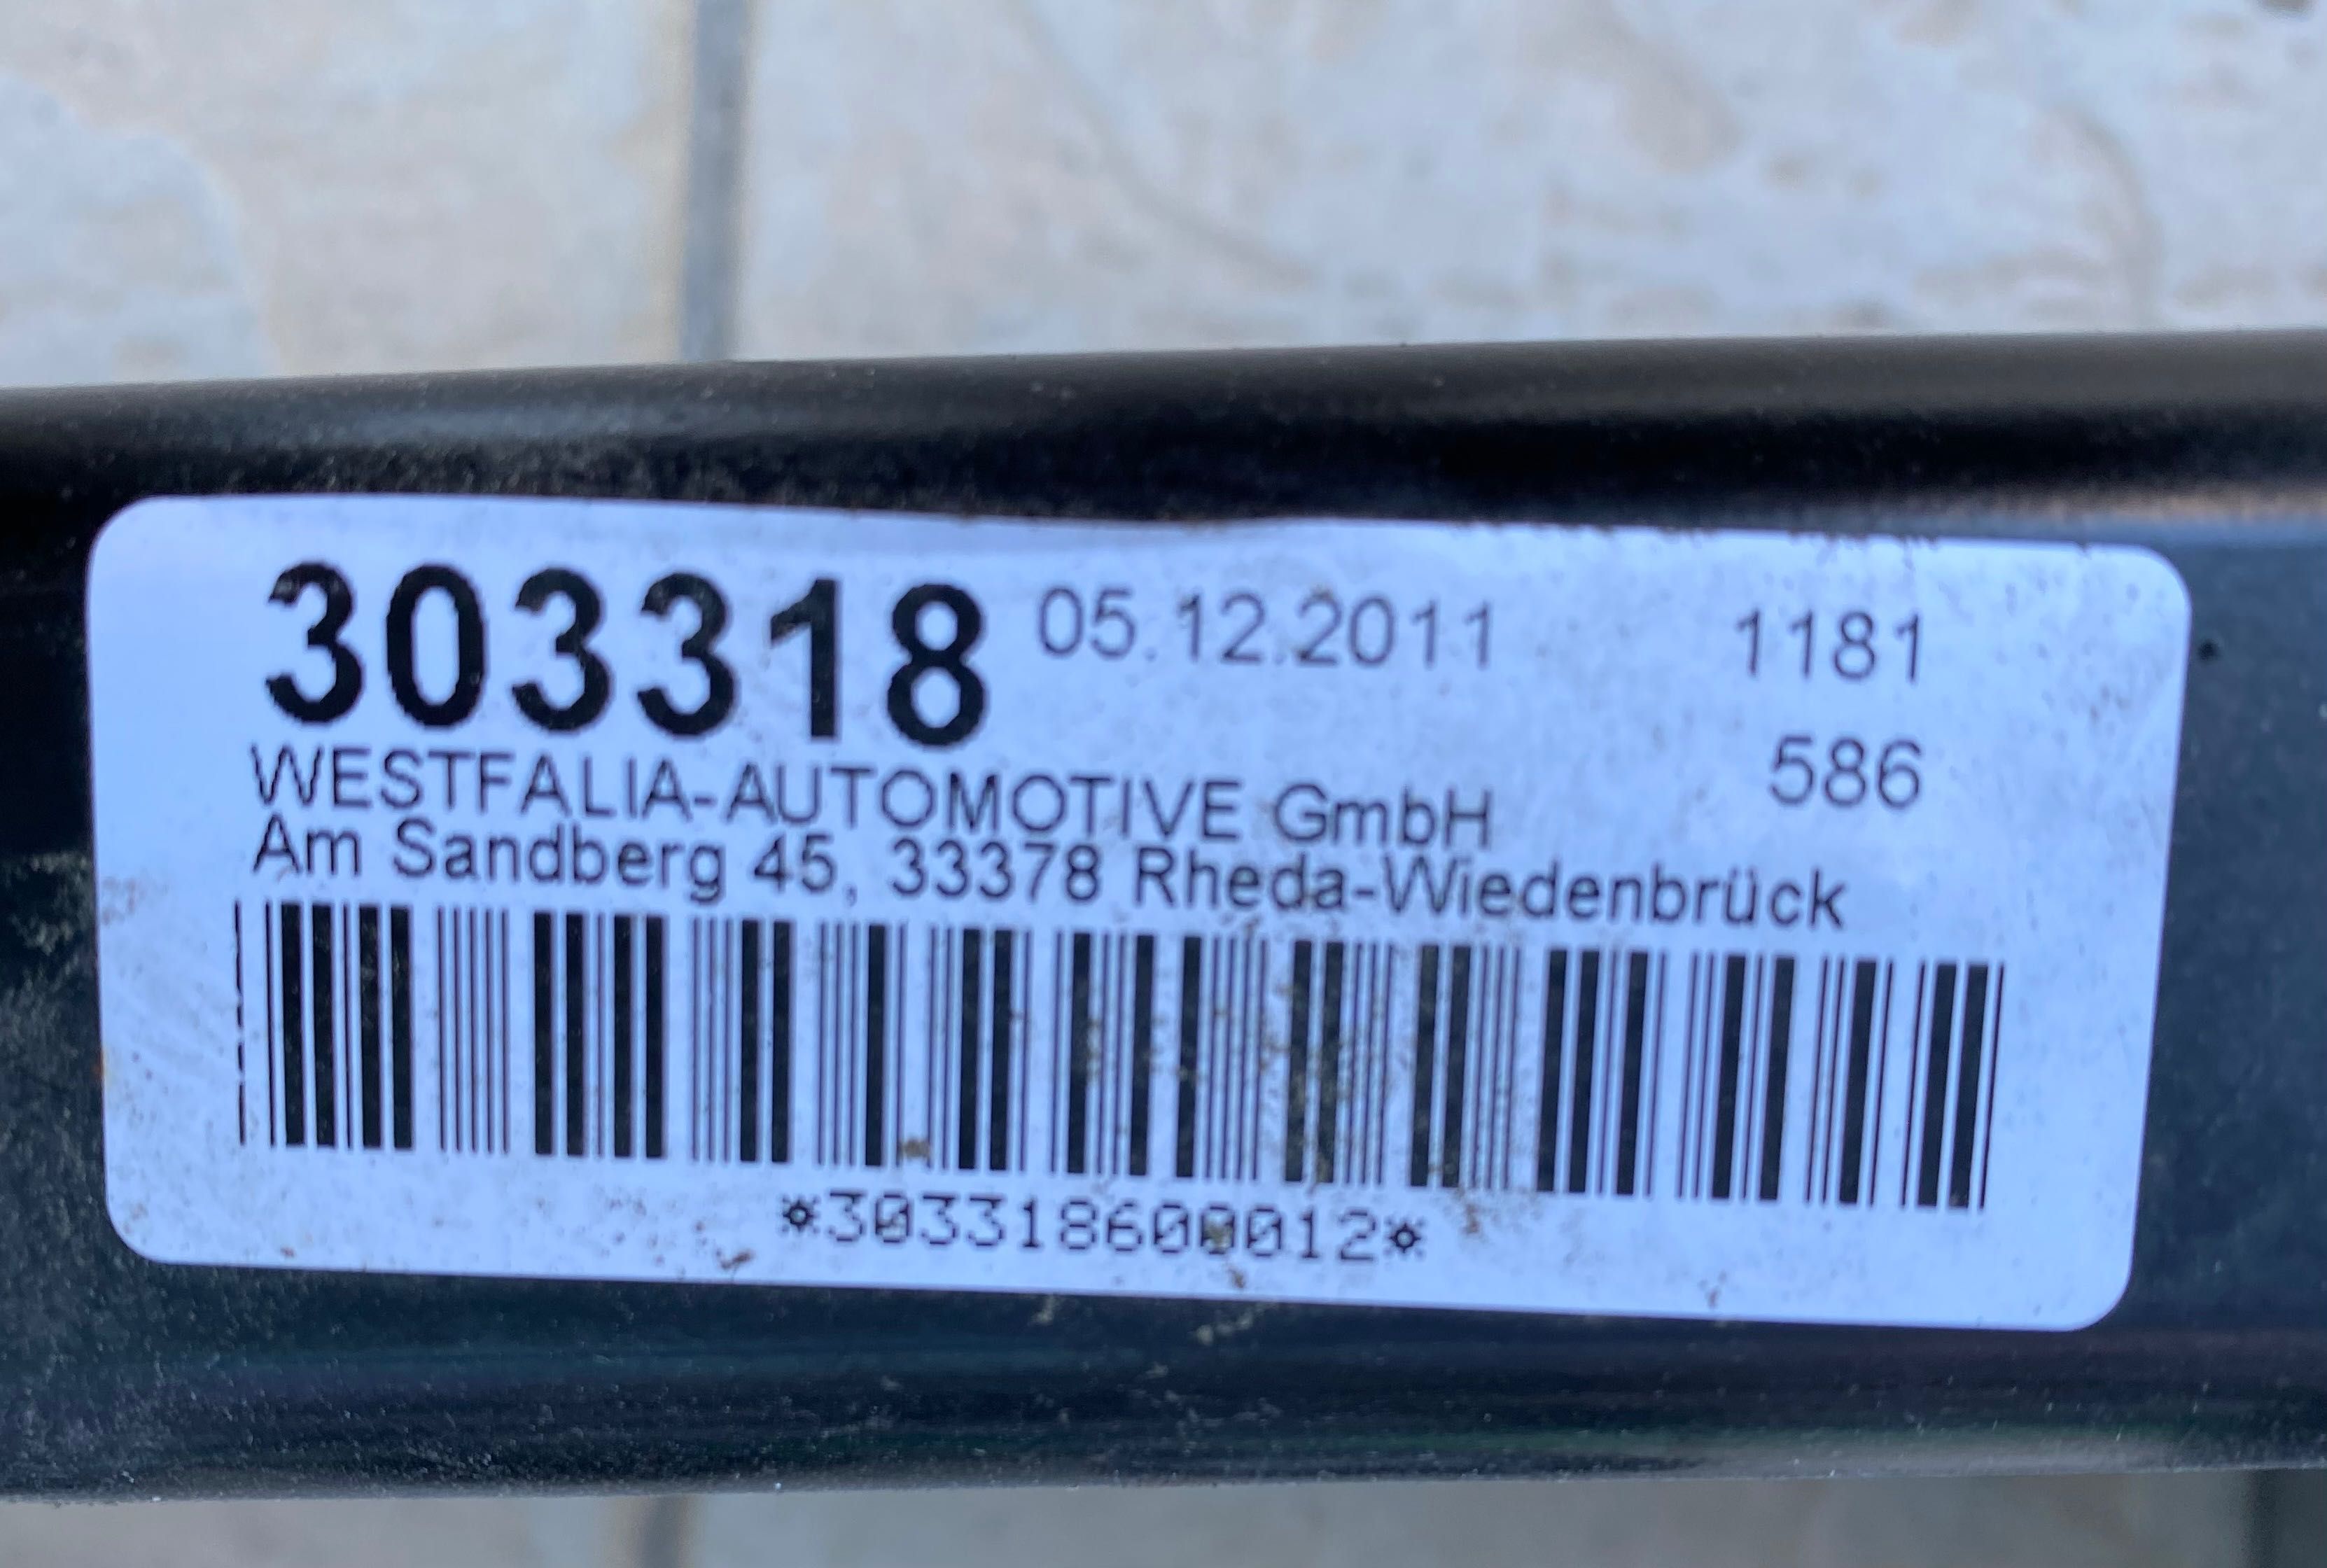 303318 05.12.2011 1181
586
WESTFALIA-AUTOMOTIVE GmbH
Am Sandberg 45, 33378 Rheda-Wiedenbrück
*303318600012*